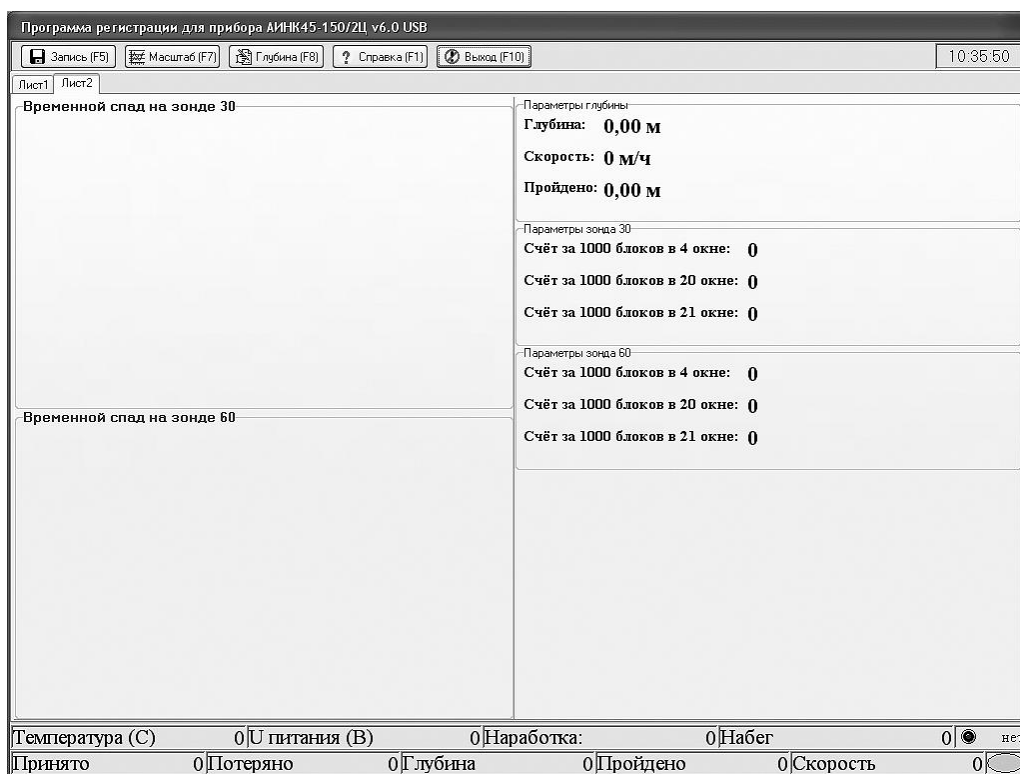 Программа регистрации для прибора АИНК45-150/2Ц v6.0 USB
Запись (F5) Масштаб (F7) Глубина (F8) ? Справка (F1) Выход (F10) 10:35:50
Лист1 Лист2
Временной спад на зонде 30
Временной спад на зонде 60
Параметры глубины
Глубина: 0,00 м
Скорость: 0 м/ч
Пройдено: 0,00 м
Параметры зонда 30
Счёт за 1000 блоков в 4 окне: 0
Счёт за 1000 блоков в 20 окне: 0
Счёт за 1000 блоков в 21 окне: 0
Параметры зонда 60
Счёт за 1000 блоков в 4 окне: 0
Счёт за 1000 блоков в 20 окне: 0
Счёт за 1000 блоков в 21 окне: 0
Температура (С) 0 U питания (В) 0 Наработка: 0 Набег 0 нет
Принято 0 Потеряно 0 Глубина 0 Пройдено 0 Скорость 0